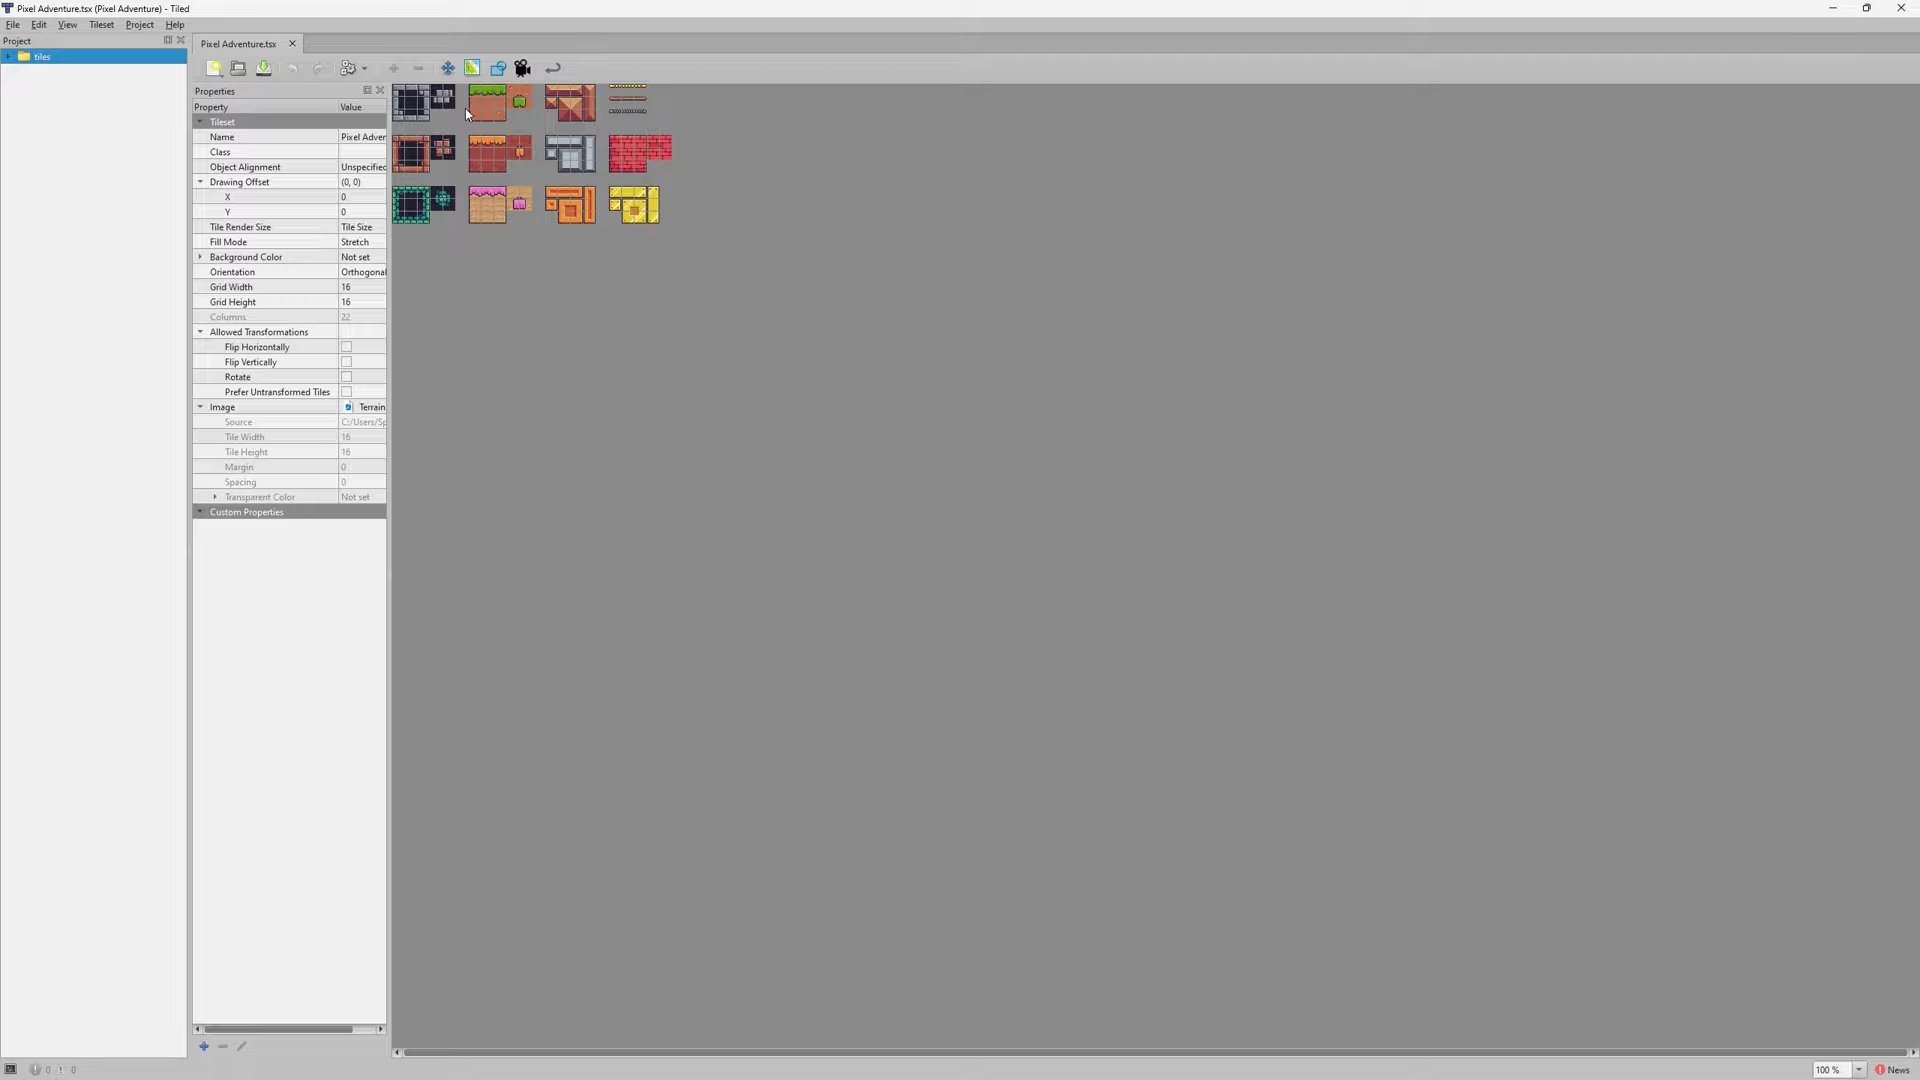 Pixel Adventure.tsx (Pixel Adventure) - Tiled
File Edit View Tileset Project Help
Project
tiles
Pixel Adventure.tsx
Properties
Property Value
Tileset
Name Pixel Adver
Class
Object Alignment Unspecified
Drawing Offset (0, 0)
X 0
Y 0
Tile Render Size Tile Size
Fill Mode Stretch
Background Color Not set
Orientation Orthogonal
Grid Width 16
Grid Height 16
Columns 22
Allowed Transformations
Flip Horizontally
Flip Vertically
Rotate
Prefer Untransformed Tiles
Image Terrain
Source C:/Users/Sp
Tile Width 16
Tile Height 16
Margin 0
Spacing 0
Transparent Color Not set
Custom Properties
0 0
100 % News